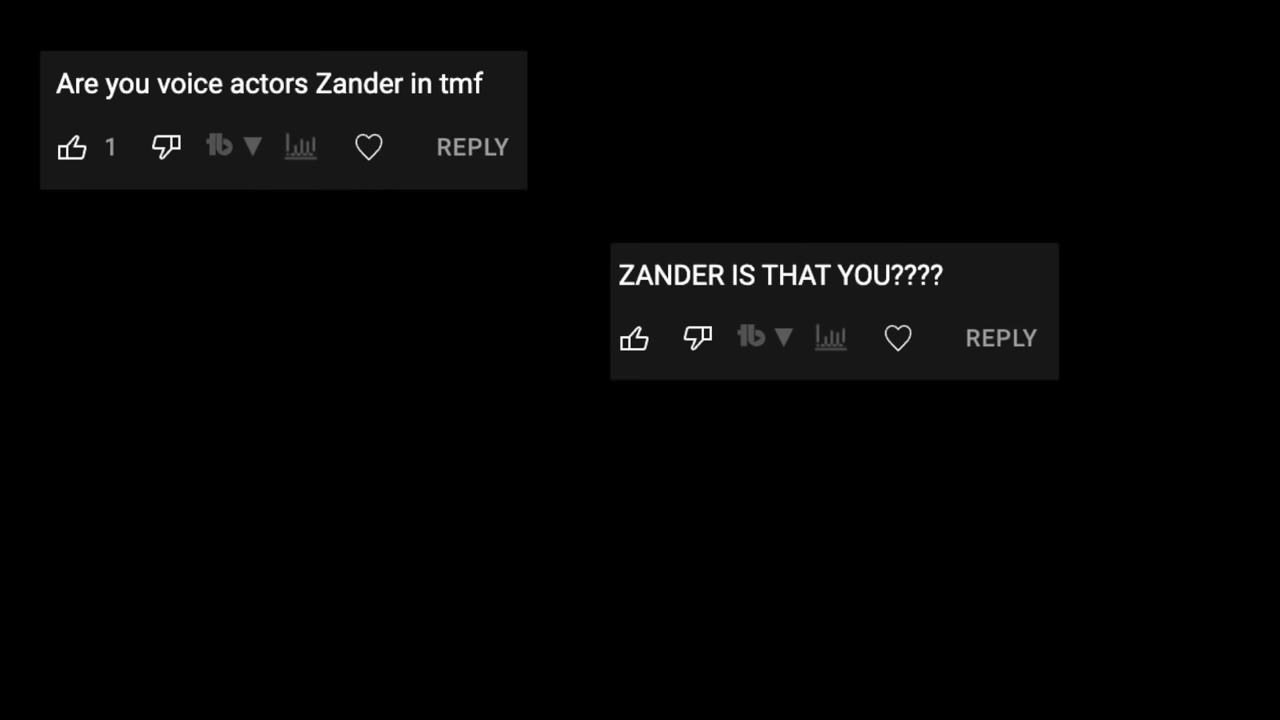 Are you voice actors Zander in tmf
1
REPLY
ZANDER IS THAT YOU????
REPLY